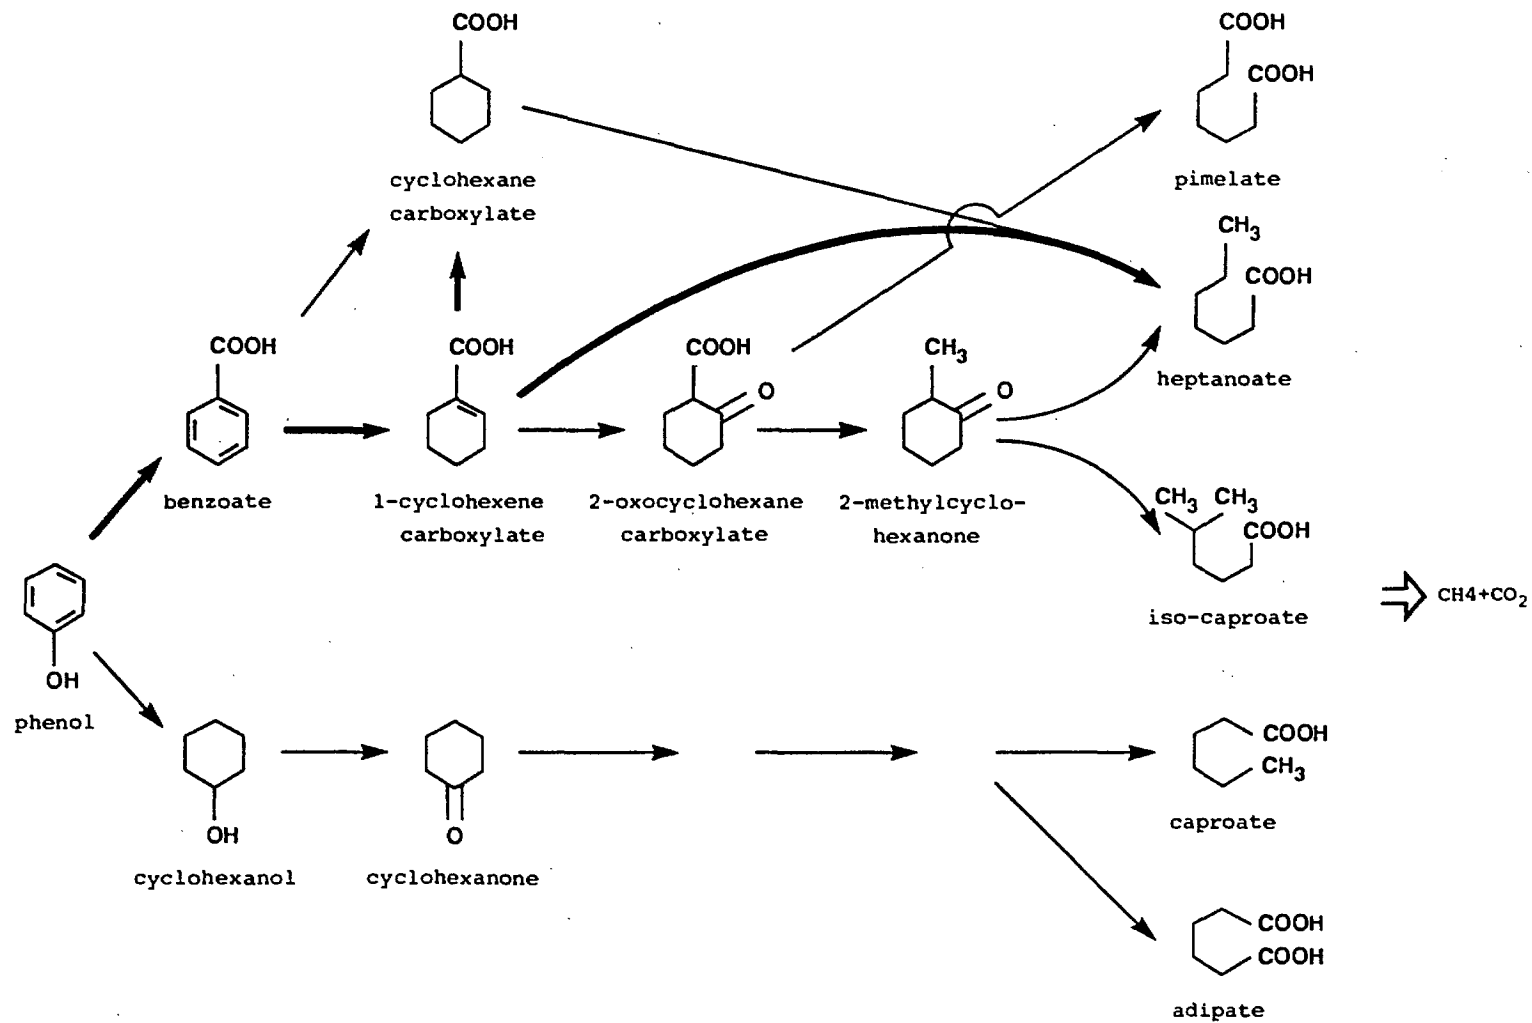 COOH
cyclohexane
carboxylate
COOH
COOH
pimelate
CH3
COOH
heptanoate
COOH
benzoate
COOH
1-cyclohexene
carboxylate
COOH
O
2-oxocyclohexane
carboxylate
CH3
O
2-methylcyclo-
hexanone
CH3 CH3
COOH
iso-caproate
CH4+CO2
OH
phenol
OH
cyclohexanol
O
cyclohexanone
COOH
CH3
caproate
COOH
COOH
adipate